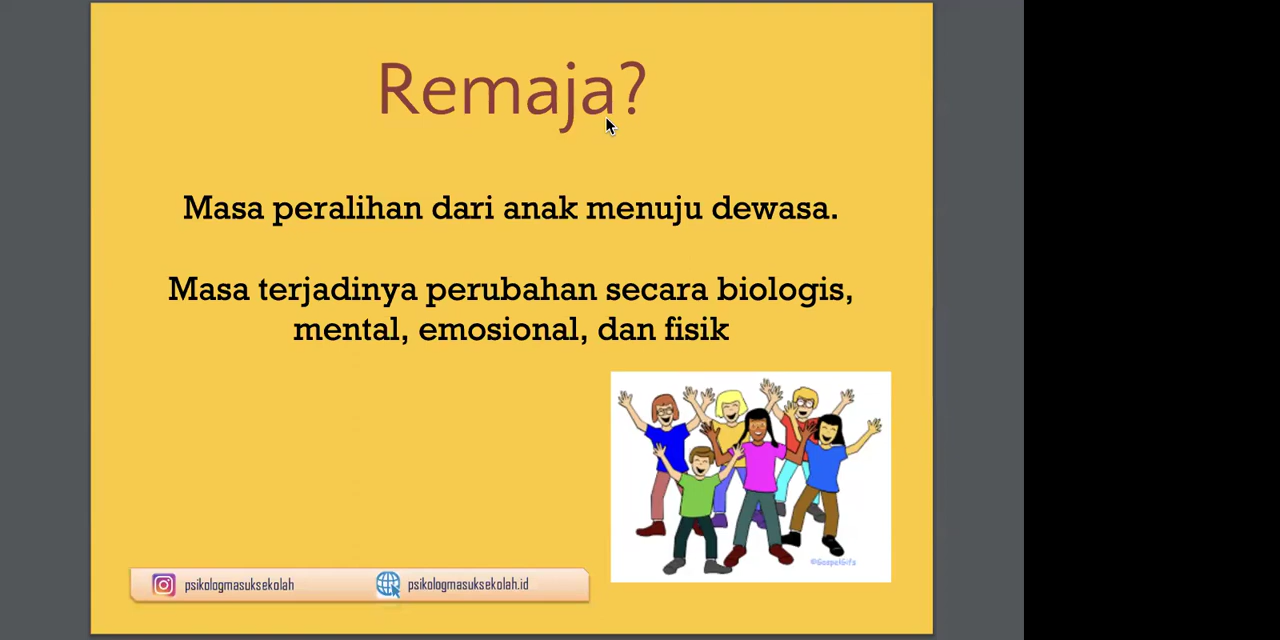 Remaja?
Masa peralihan dari anak menuju dewasa.
Masa terjadinya perubahan secara biologis,
mental, emosional, dan fisik
©GospelGifs
psikologmasuksekolah
psikologmasuksekolah.id